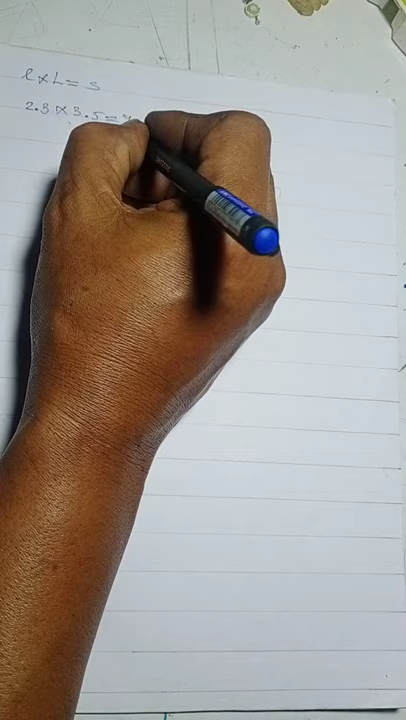 l x L = S
2.3 x 3.5 =